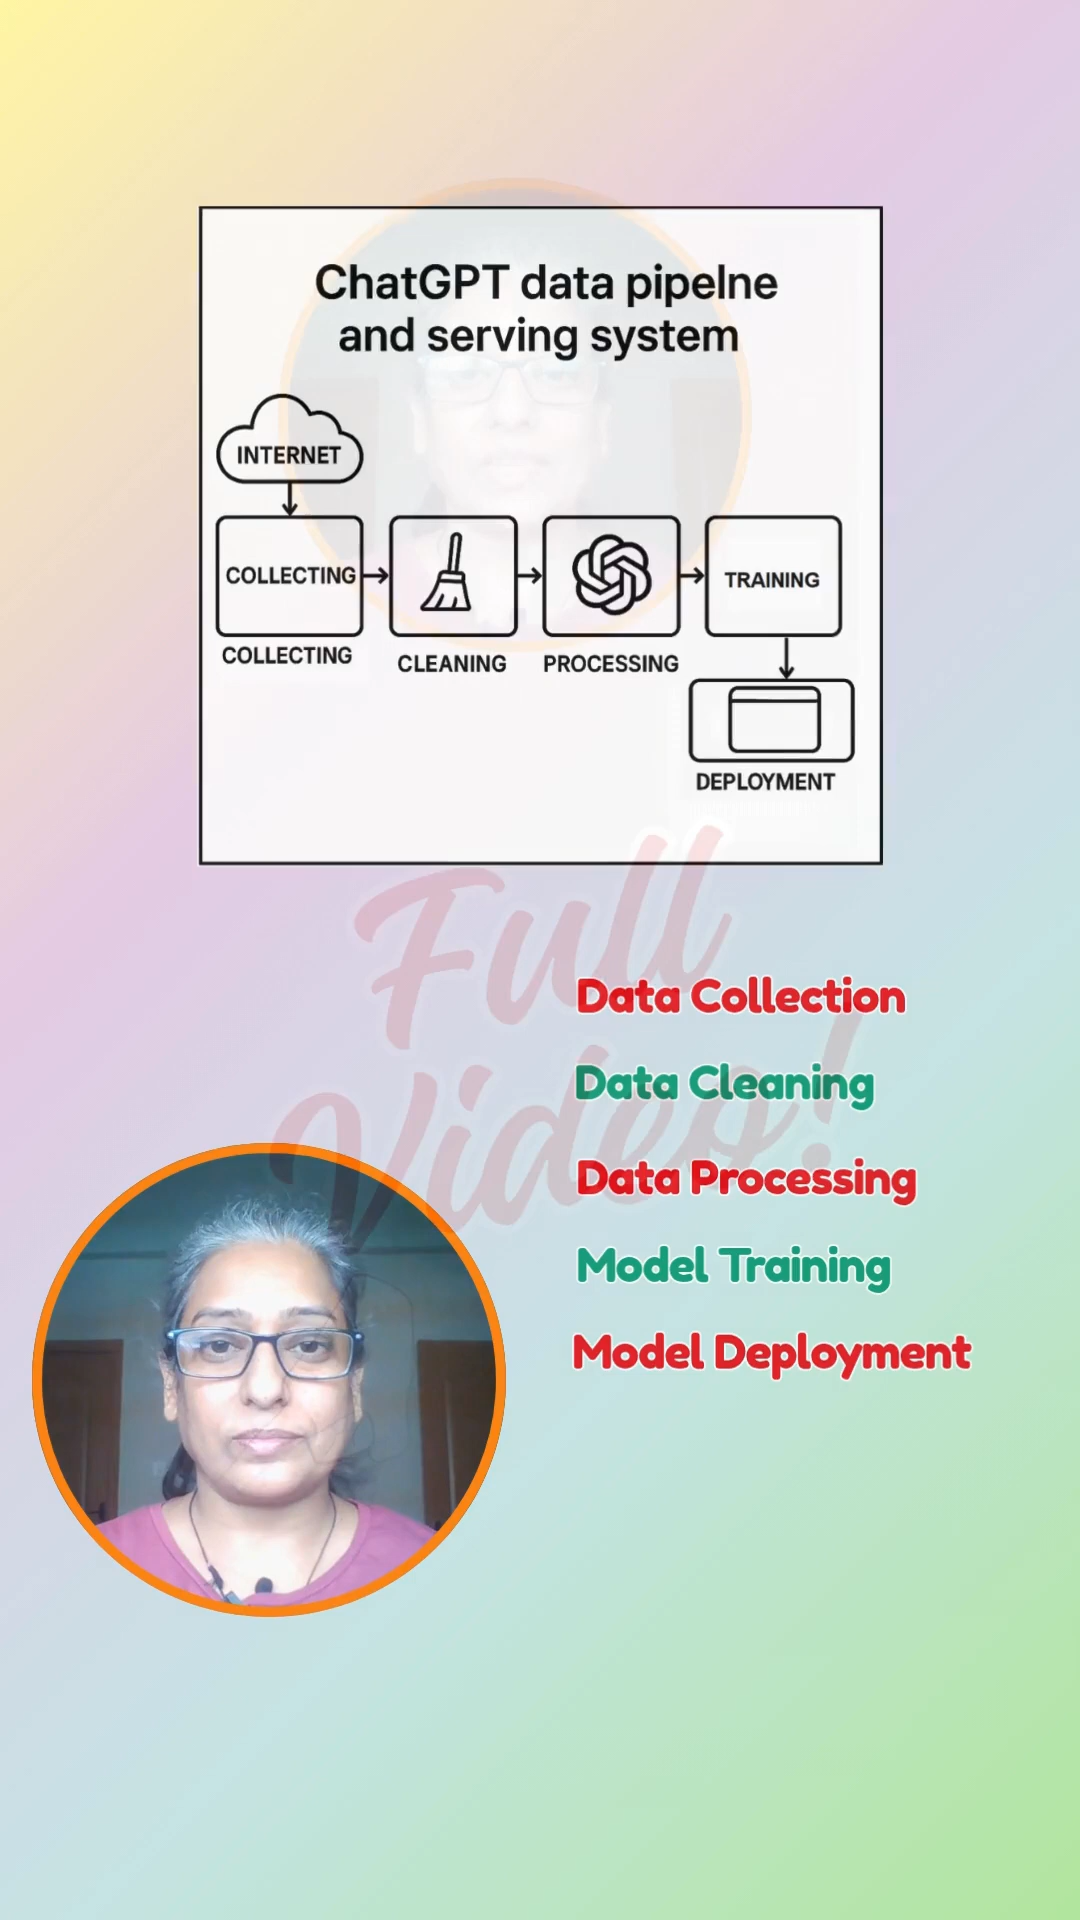 ChatGPT data pipelne
and serving system
INTERNET
COLLECTING
TRAINING
COLLECTING
CLEANING
PROCESSING
DEPLOYMENT
Full
Video!
Data Collection
Data Cleaning
Data Processing
Model Training
Model Deployment